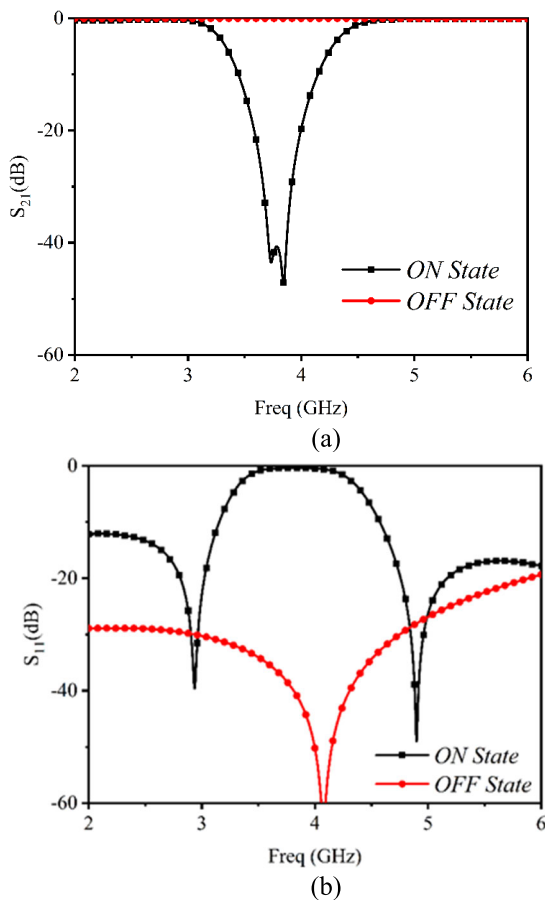 0
-20
-40
-60
S21(dB)
ON State
OFF State
2
3
4
5
6
Freq (GHz)
(a)
0
-20
-40
-60
S11(dB)
ON State
OFF State
2
3
4
5
6
Freq (GHz)
(b)